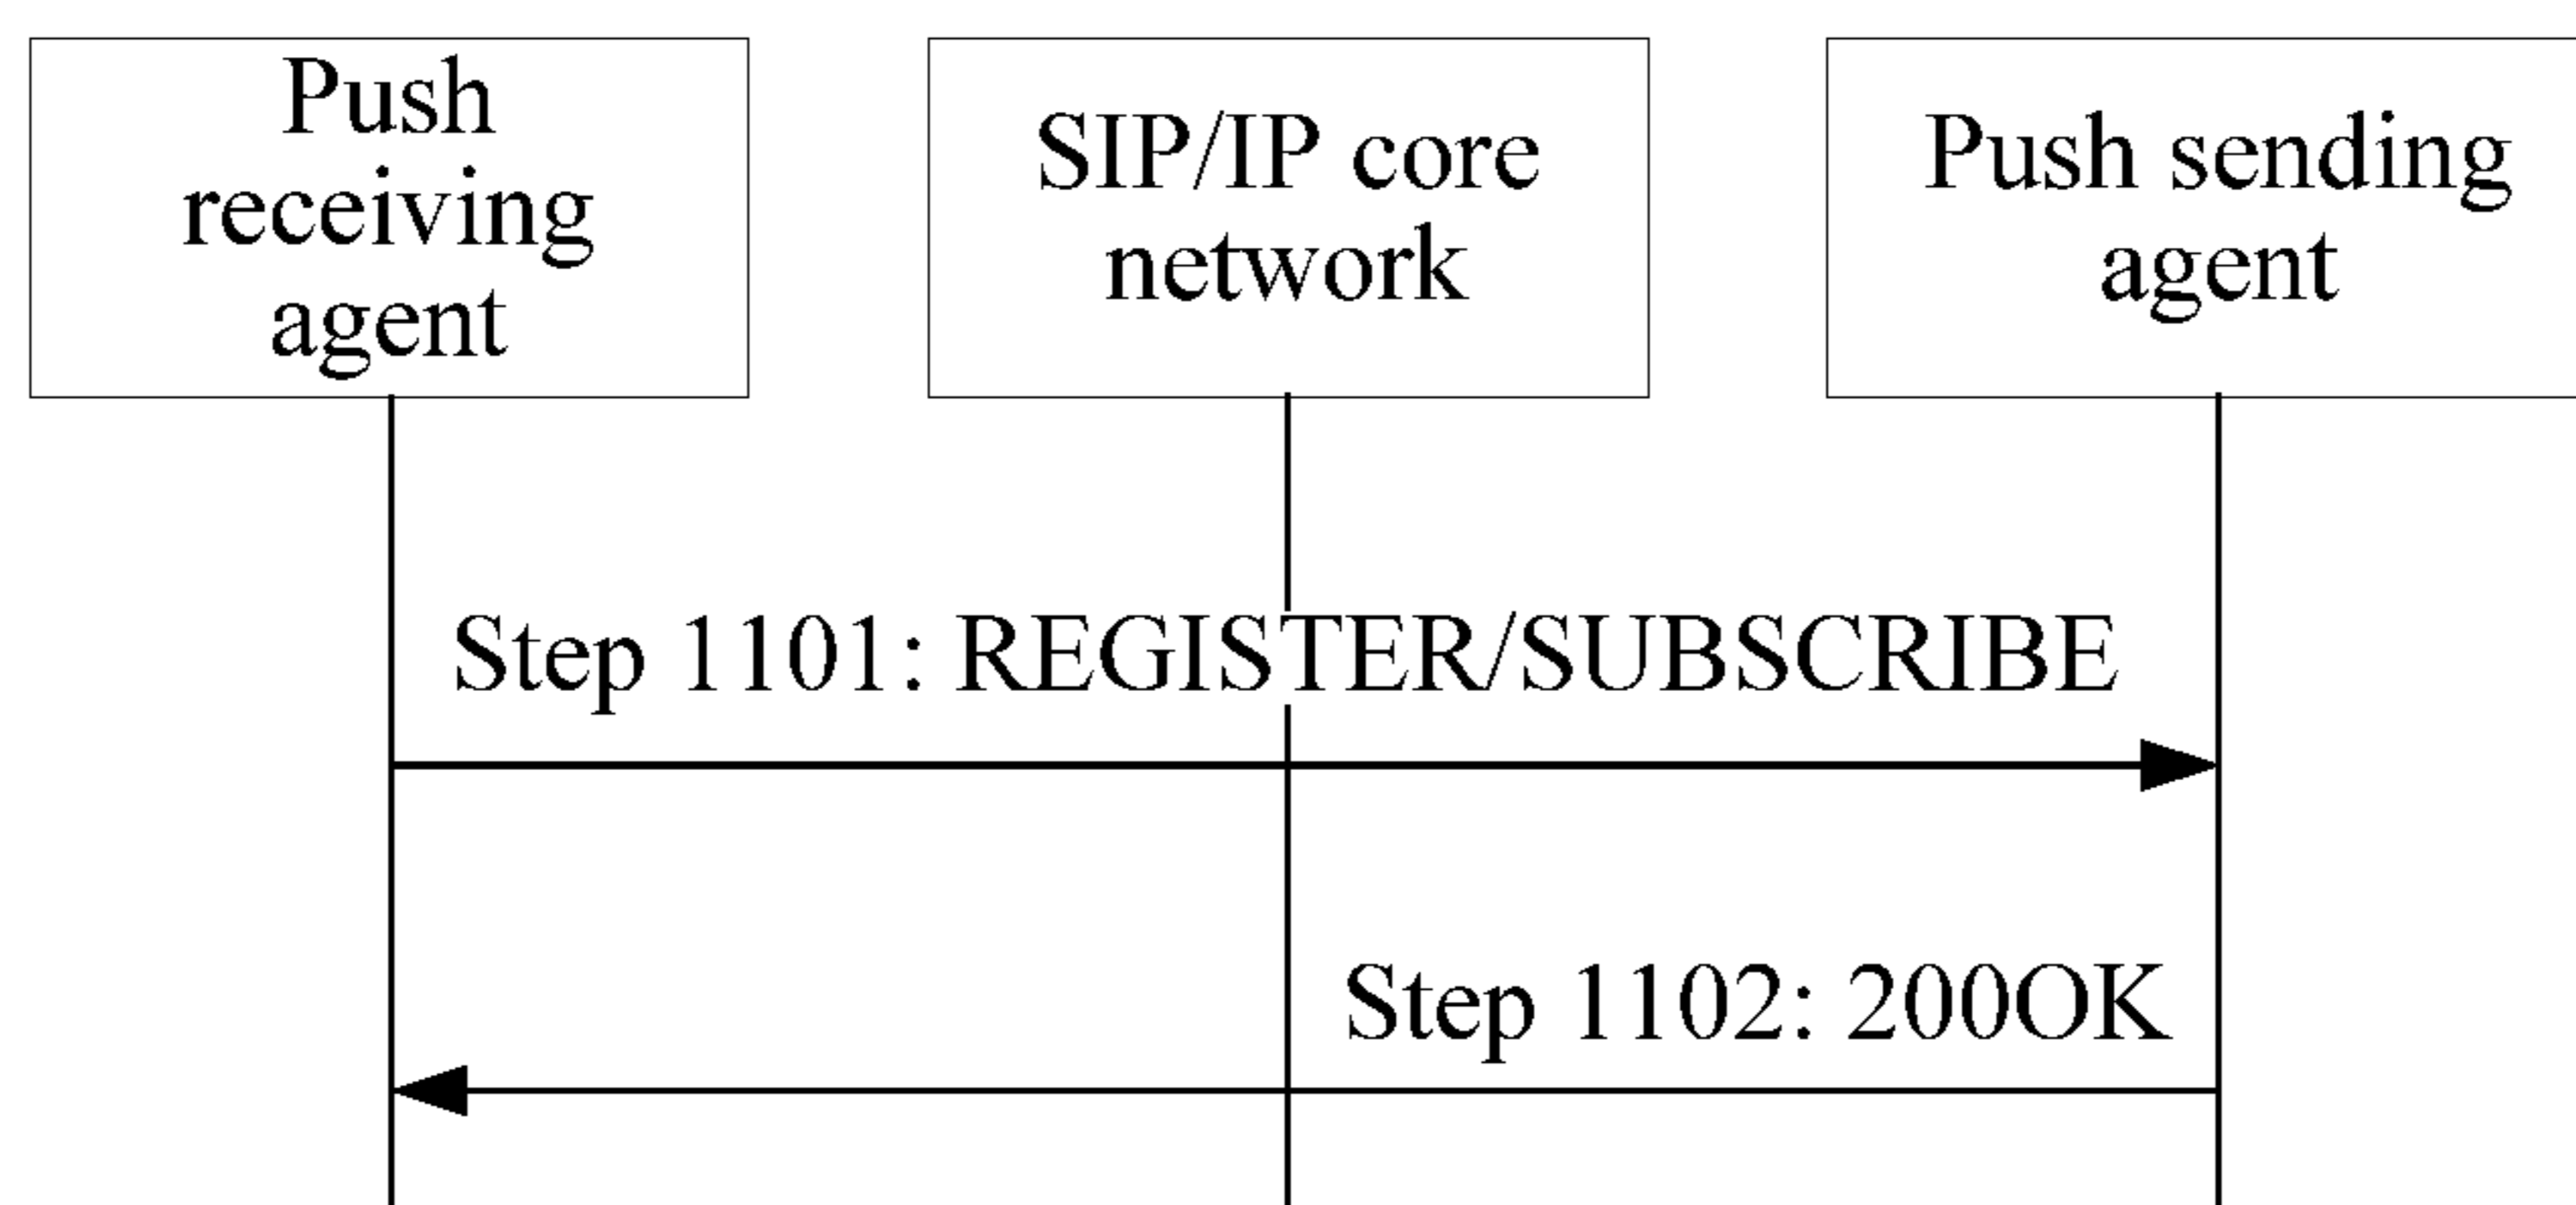 Push
receiving
agent
SIP/IP core
network
Push sending
agent
Step 1101: REGISTER/SUBSCRIBE
Step 1102: 200OK